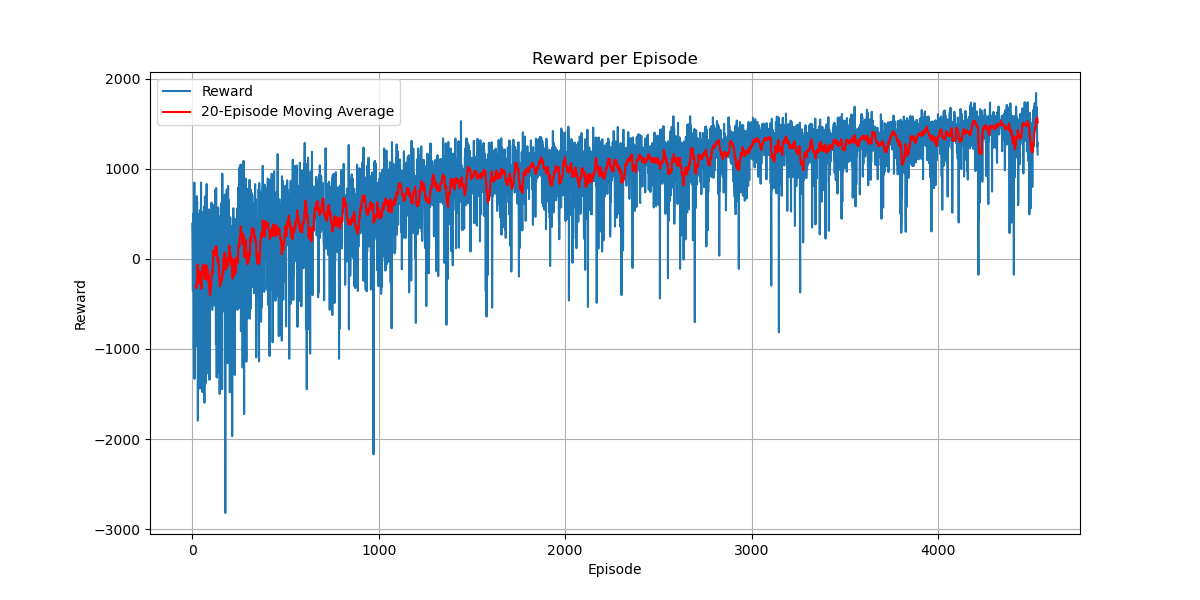 Reward per Episode
Reward
20-Episode Moving Average
2000
1000
0
−1000
−2000
−3000
Reward
0 1000 2000 3000 4000
Episode